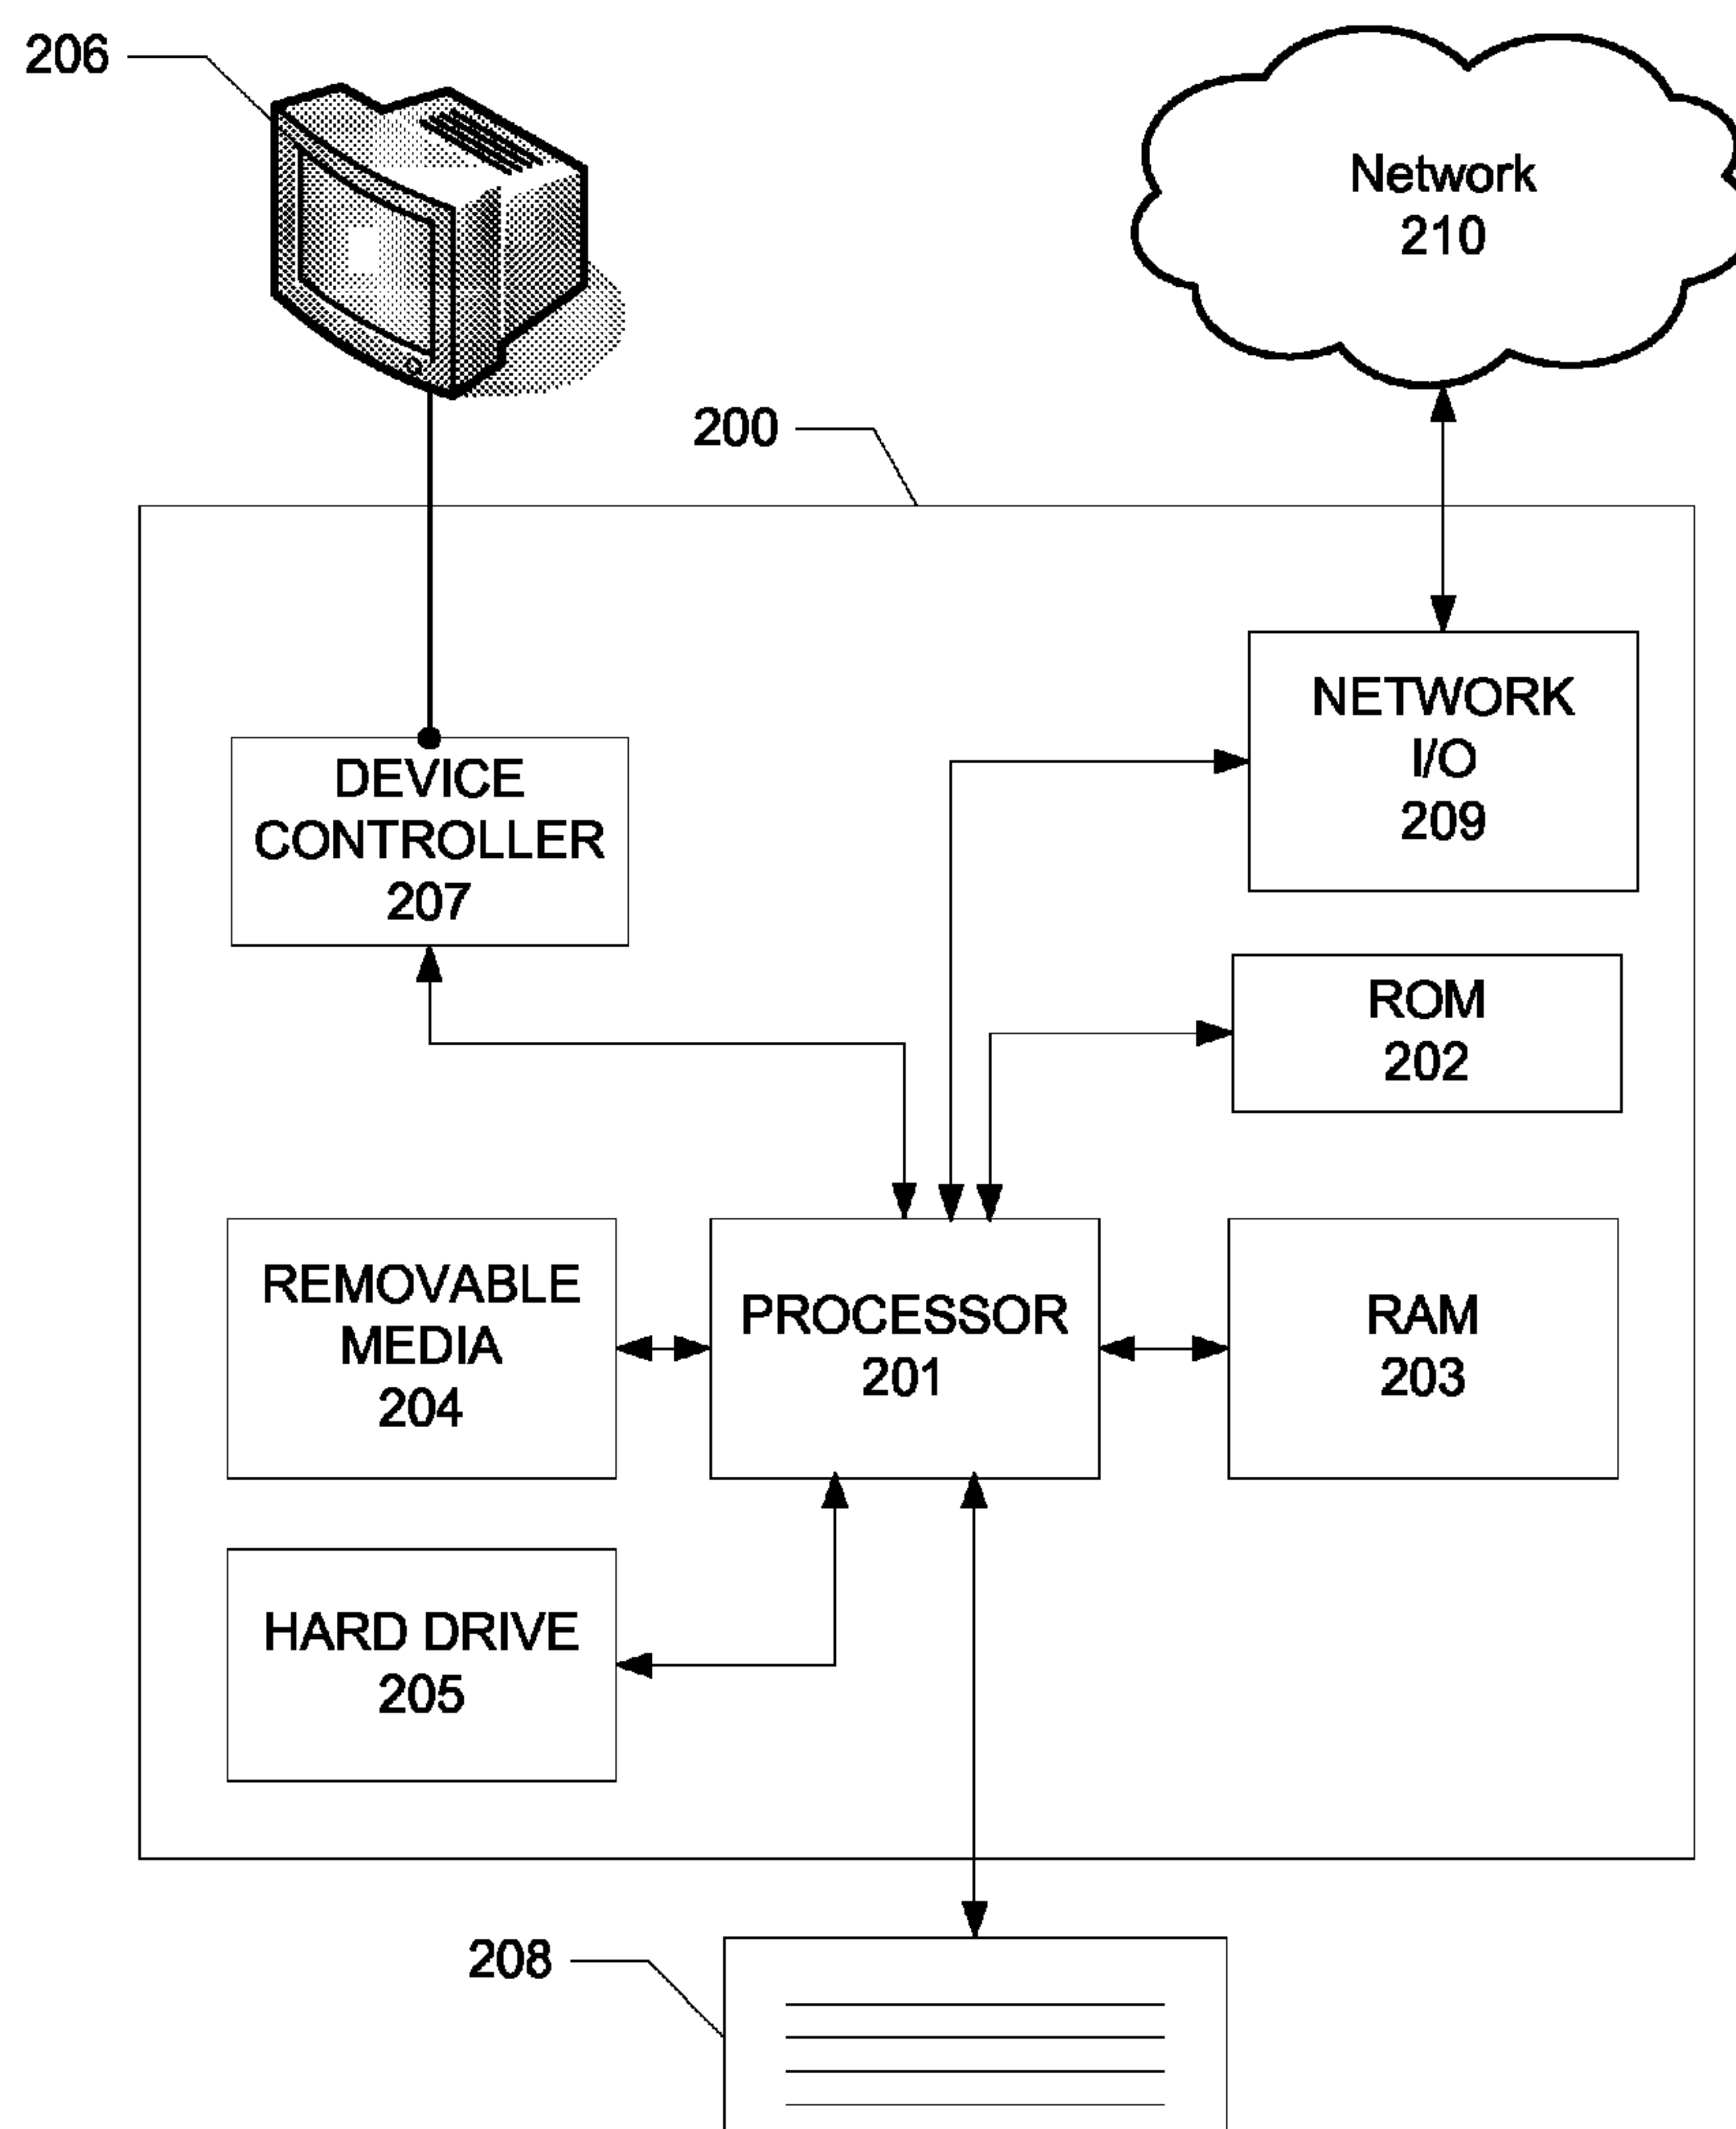 206
Network
210
200
NETWORK
I/O
209
DEVICE
CONTROLLER
207
ROM
202
REMOVABLE
MEDIA
204
PROCESSOR
201
RAM
203
HARD DRIVE
205
208